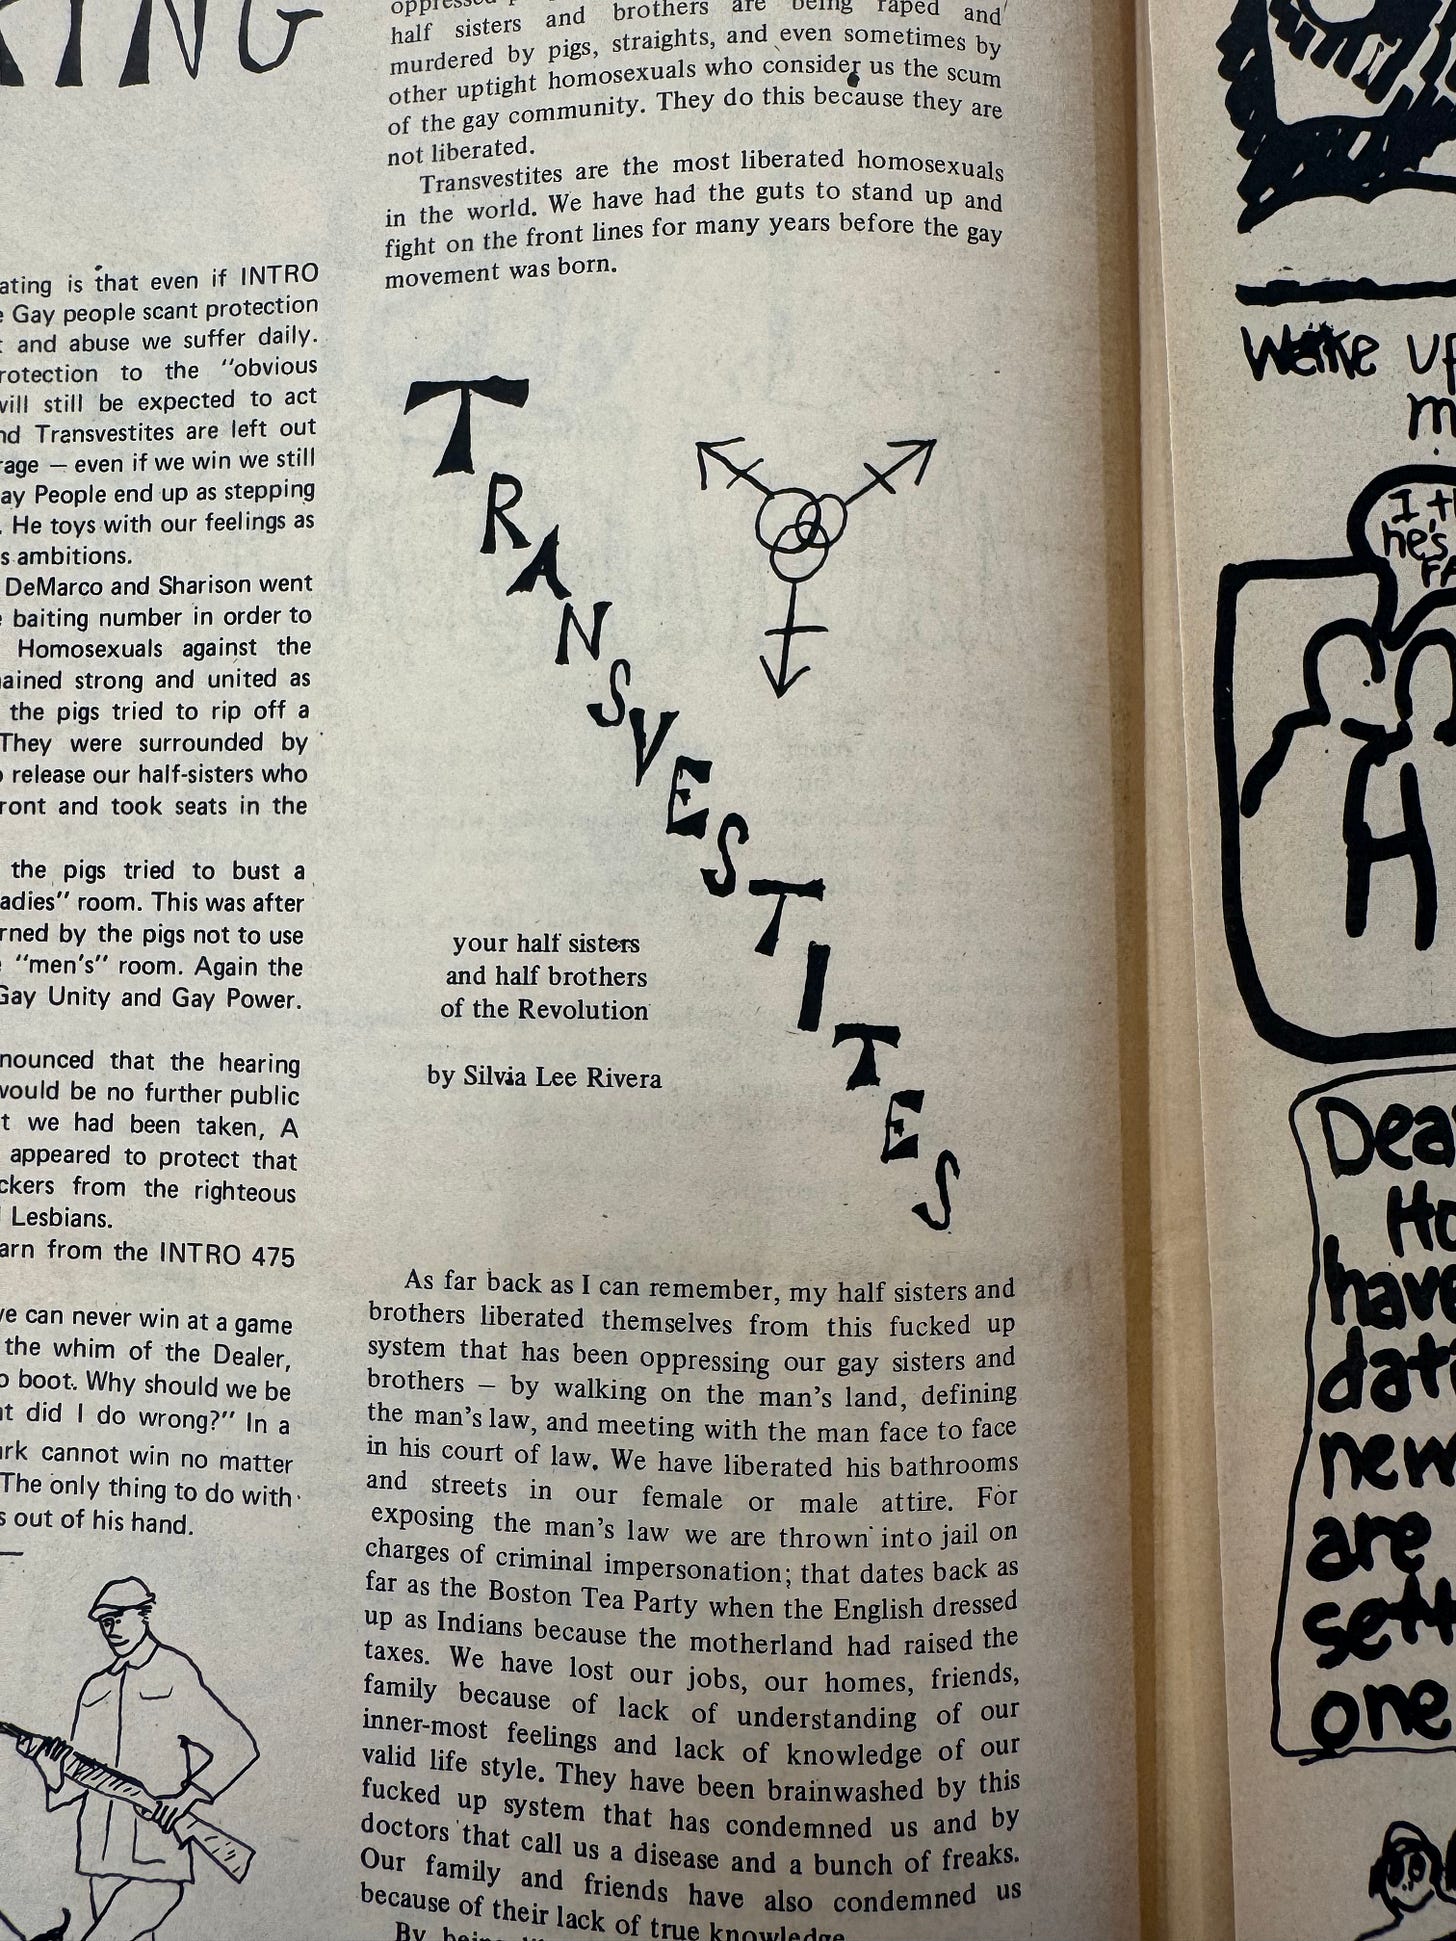 KING
ating is that even if INTRO
Gay people scant protection
and abuse we suffer daily.
rotection to the "obvious
will still be expected to act
nd Transvestites are left out
rage — even if we win we still
ay People end up as stepping
. He toys with our feelings as
s ambitions.
DeMarco and Sharison went
baiting number in order to
Homosexuals against the
ained strong and united as
the pigs tried to rip off a
They were surrounded by
release our half-sisters who
ront and took seats in the
the pigs tried to bust a
adies" room. This was after
rned by the pigs not to use
"men's" room. Again the
Gay Unity and Gay Power.
nounced that the hearing
would be no further public
t we had been taken, A
appeared to protect that
ckers from the righteous
Lesbians.
arn from the INTRO 475
ve can never win at a game
the whim of the Dealer,
o boot. Why should we be
at did I do wrong?" In a
ark cannot win no matter
The only thing to do with
s out of his hand.
oppressed
half sisters and brothers are being raped and
murdered by pigs, straights, and even sometimes by
other uptight homosexuals who consider us the scum
of the gay community. They do this because they are
not liberated.
Transvestites are the most liberated homosexuals
in the world. We have had the guts to stand up and
fight on the front lines for many years before the gay
movement was born.
TRANSVESTITES
your half sisters
and half brothers
of the Revolution
by Silvia Lee Rivera
As far back as I can remember, my half sisters and
brothers liberated themselves from this fucked up
system that has been oppressing our gay sisters and
brothers — by walking on the man's land, defining
the man's law, and meeting with the man face to face
in his court of law. We have liberated his bathrooms
and streets in our female or male attire. For
exposing the man's law we are thrown into jail on
charges of criminal impersonation; that dates back as
far as the Boston Tea Party when the English dressed
up as Indians because the motherland had raised the
taxes. We have lost our jobs, our homes, friends,
family because of lack of understanding of our
inner-most feelings and lack of knowledge of our
valid life style. They have been brainwashed by this
fucked up system that has condemned us and by
doctors that call us a disease and a bunch of freaks.
Our family and friends have also condemned us
because of their lack of true knowledge.
By being
Wake up
m
I th
he's
FA
H
Dear
Ho
have
dat
new
are
sett
one